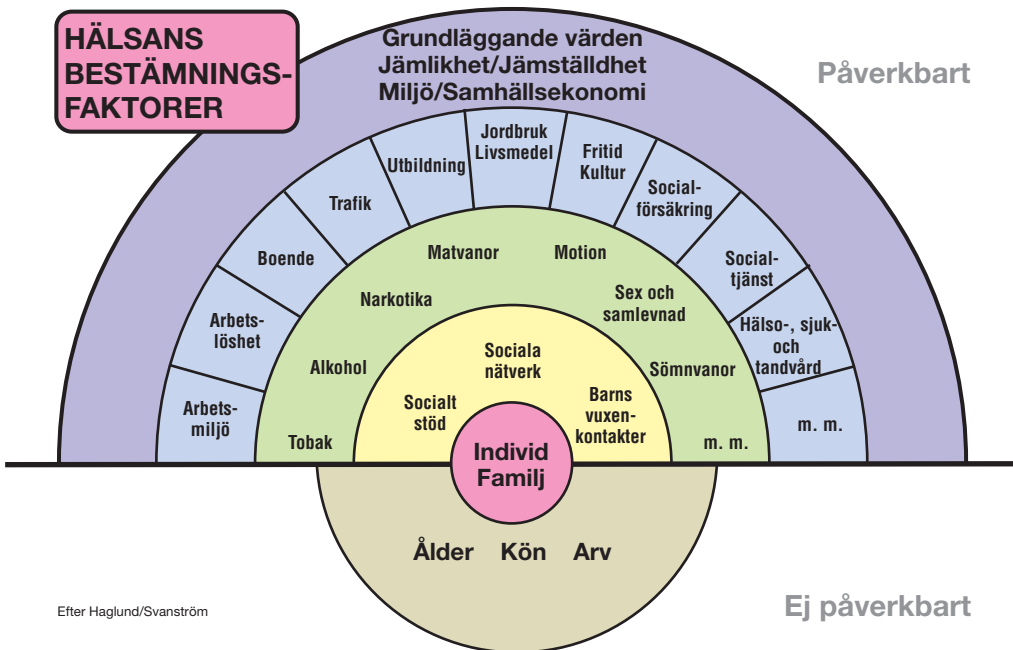 HÄLSANS
BESTÄMNINGS-
FAKTORER
Grundläggande värden
Jämlikhet/Jämställdhet
Miljö/Samhällsekonomi
Påverkbart
Arbets-
miljö
Arbets-
löshet
Boende
Trafik
Utbildning
Jordbruk
Livsmedel
Fritid
Kultur
Social-
försäkring
Social-
tjänst
Hälso-, sjuk-
och
tandvård
m. m.
Tobak
Alkohol
Narkotika
Matvanor
Motion
Sex och
samlevnad
Sömnvanor
m. m.
Socialt
stöd
Sociala
nätverk
Barns
vuxen-
kontakter
Individ
Familj
Ålder Kön Arv
Efter Haglund/Svanström
Ej påverkbart